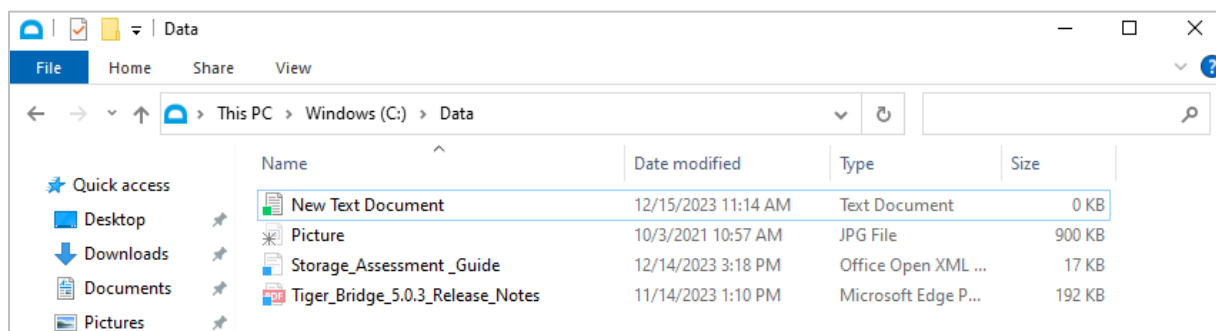 Data
File Home Share View ?
This PC > Windows (C:) > Data
Name Date modified Type Size
Quick access
New Text Document 12/15/2023 11:14 AM Text Document 0 KB
Desktop
Picture 10/3/2021 10:57 AM JPG File 900 KB
Downloads
Storage_Assessment _Guide 12/14/2023 3:18 PM Office Open XML ... 17 KB
Documents
PDF Tiger_Bridge_5.0.3_Release_Notes 11/14/2023 1:10 PM Microsoft Edge P... 192 KB
Pictures